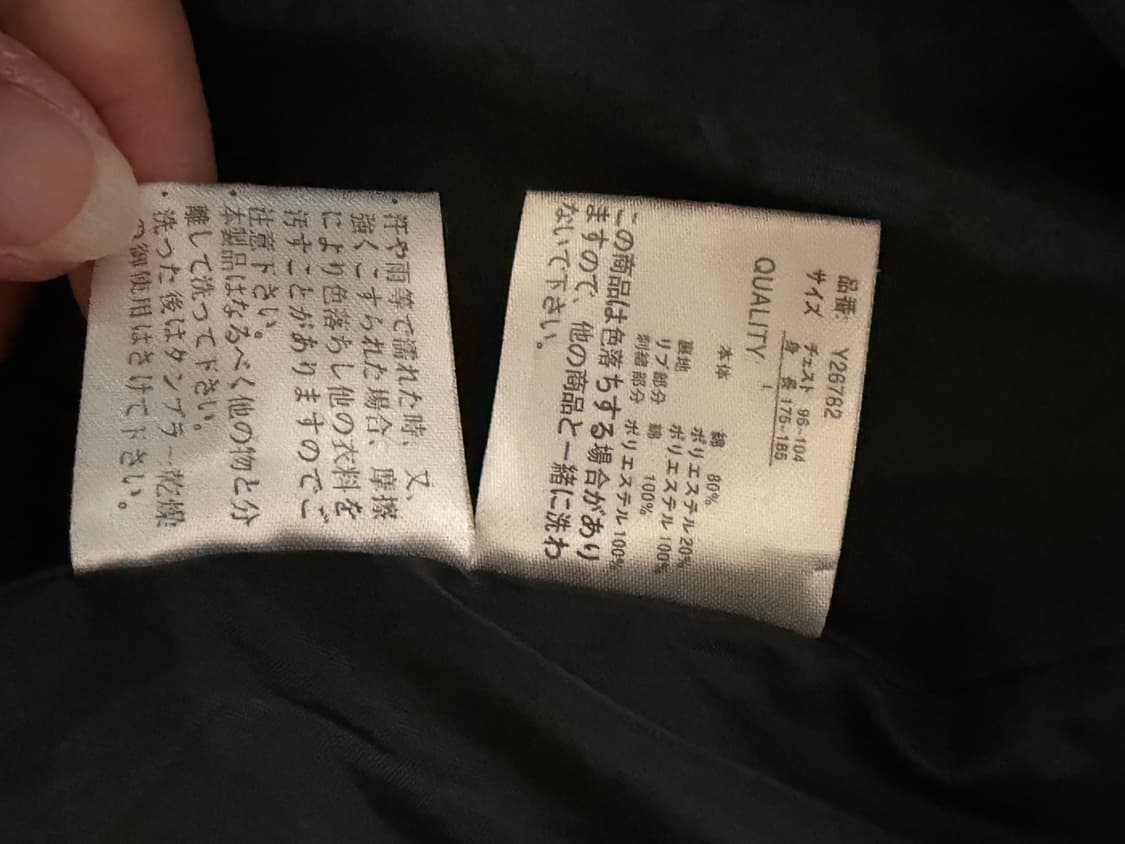 品番: Y26782
サイズ チェスト 96~104
身 長 175~185
QUALITY
本体 綿 80%
ポリエステル 20%
裏地 ポリエステル 100%
リブ部分 綿 100%
刺繍部分 ポリエステル 100%
この商品は色落ちする場合があり
ますので、他の商品と一緒に洗わ
ないで下さい。
・汗や雨等で濡れた時、又、
強くこすられた場合、摩擦
により色落ちし他の衣料を
汚すことがありますのでご
注意下さい。
・本製品はなるべく他の物と分
離して洗って下さい。
・洗った後はタンブラー乾燥
の御使用はさけて下さい。